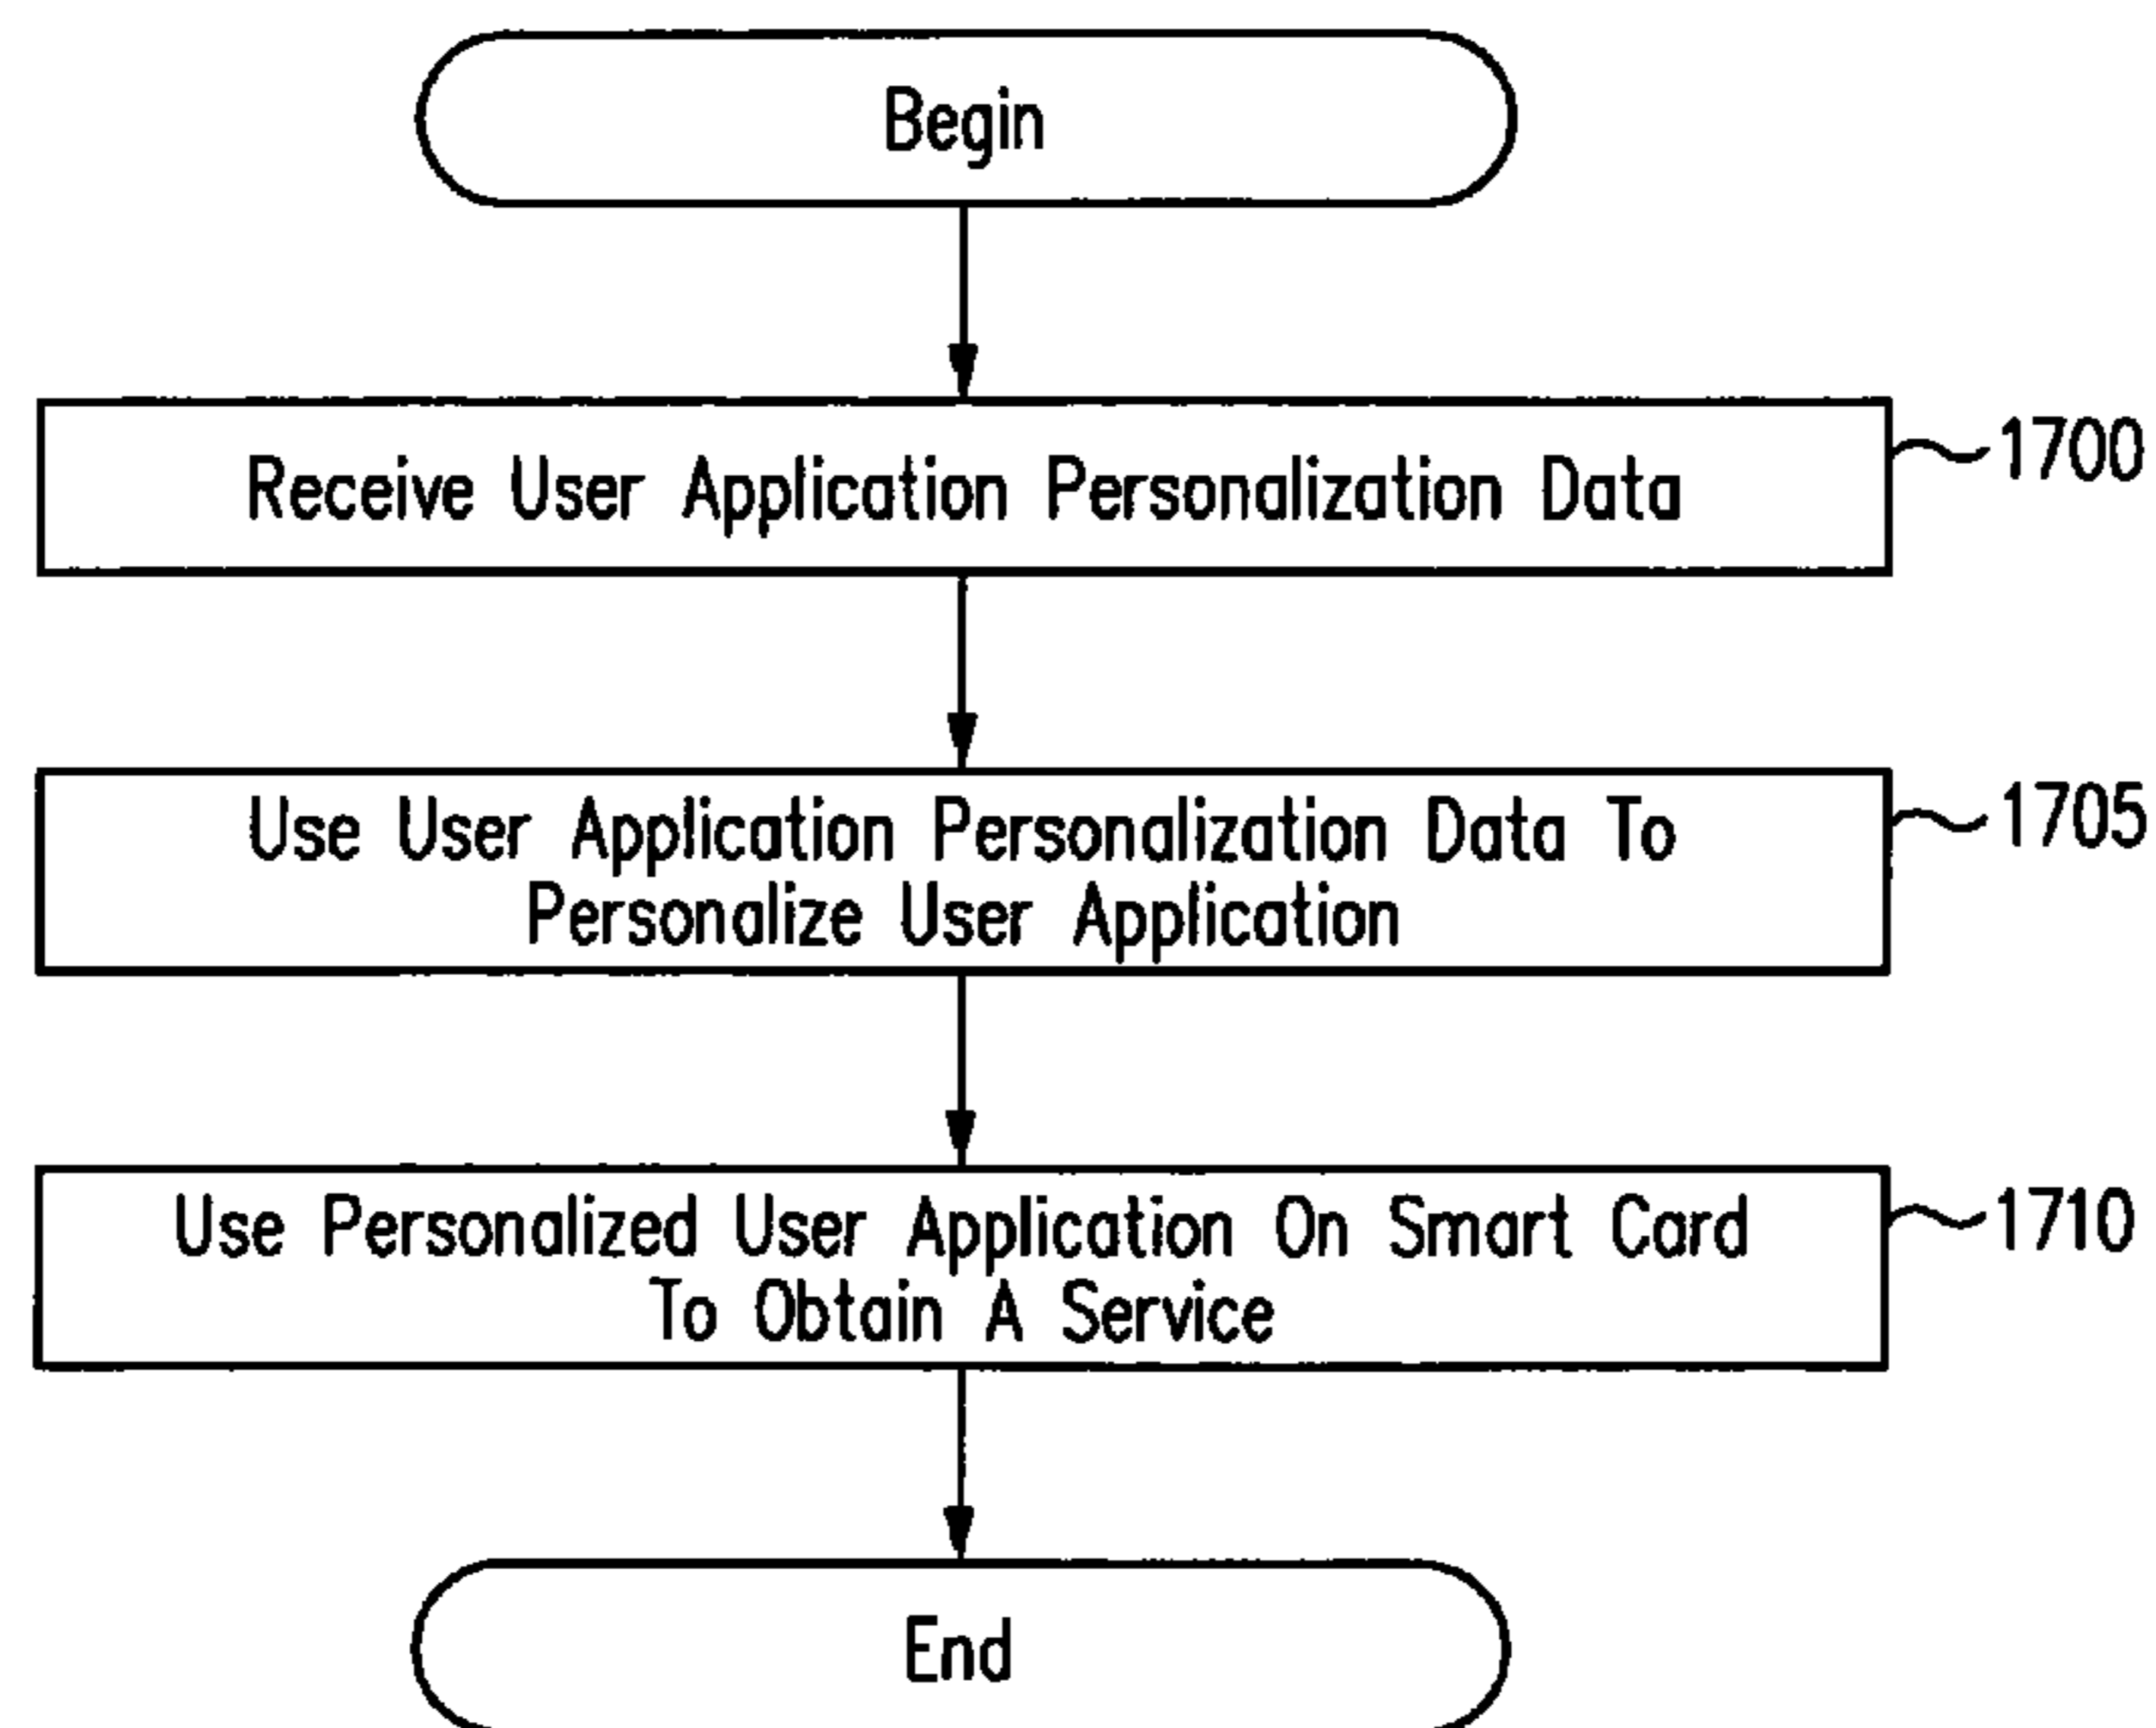 Begin
Receive User Application Personalization Data
1700
Use User Application Personalization Data To
Personalize User Application
1705
Use Personalized User Application On Smart Card
To Obtain A Service
1710
End